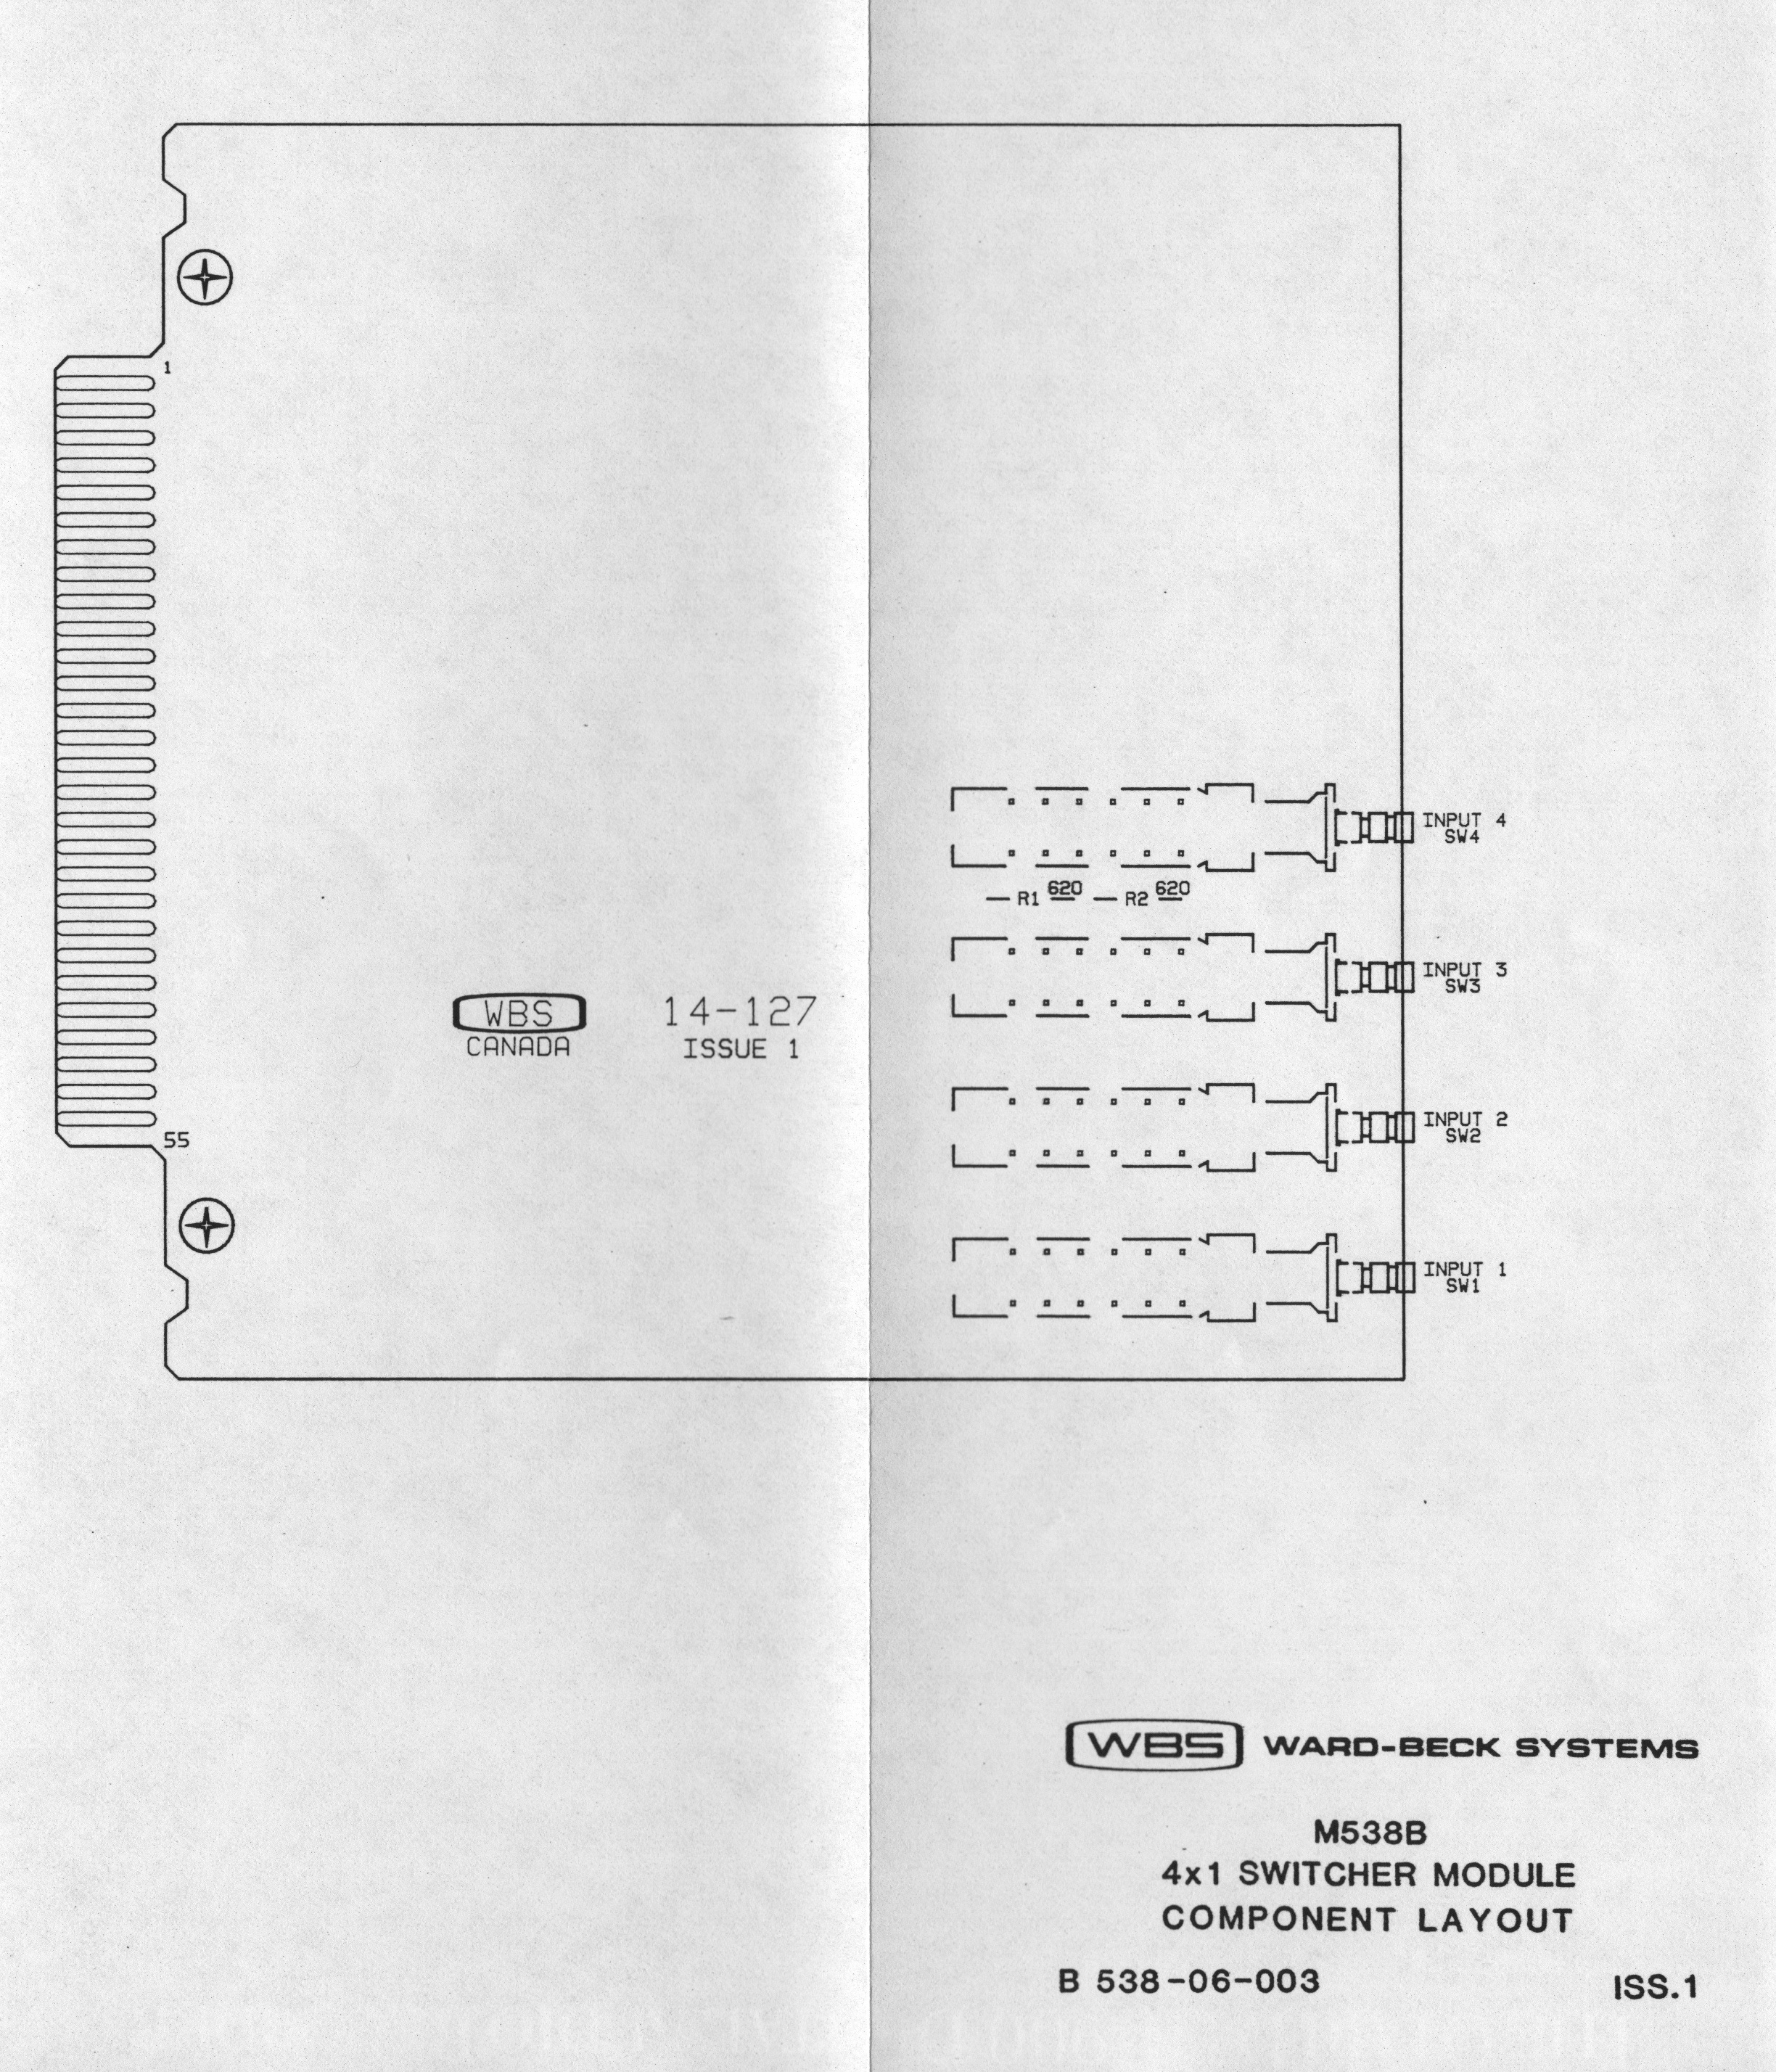 1
INPUT 4
SW4
R1 620 R2 620
INPUT 3
SW3
WBS
CANADA
14-127
ISSUE 1
INPUT 2
SW2
55
INPUT 1
SW1
WBS WARD-BECK SYSTEMS
M538B
4x1 SWITCHER MODULE
COMPONENT LAYOUT
B 538-06-003 ISS.1